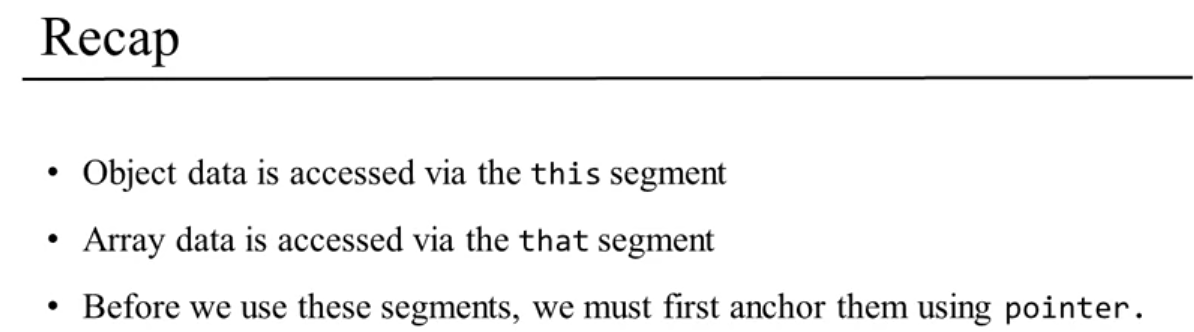 Recap
• Object data is accessed via the this segment
• Array data is accessed via the that segment
• Before we use these segments, we must first anchor them using pointer.